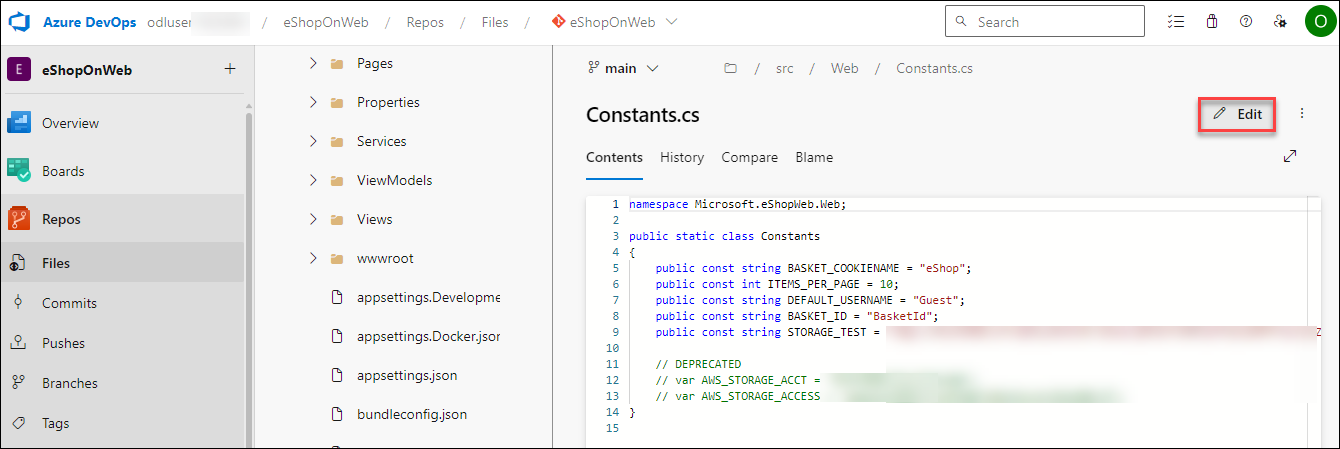 Azure DevOps odluser / eShopOnWeb / Repos / Files / eShopOnWeb
Search
O
E eShopOnWeb +
Overview
Boards
Repos
Files
Commits
Pushes
Branches
Tags
Pages
Properties
Services
ViewModels
Views
wwwroot
appsettings.Developme
appsettings.Docker.json
appsettings.json
bundleconfig.json
main / src / Web / Constants.cs
Constants.cs
Edit
Contents History Compare Blame
1 namespace Microsoft.eShopWeb.Web;
2
3 public static class Constants
4 {
5 public const string BASKET_COOKIENAME = "eShop";
6 public const int ITEMS_PER_PAGE = 10;
7 public const string DEFAULT_USERNAME = "Guest";
8 public const string BASKET_ID = "BasketId";
9 public const string STORAGE_TEST =
10
11 // DEPRECATED
12 // var AWS_STORAGE_ACCT =
13 // var AWS_STORAGE_ACCESS
14 }
15